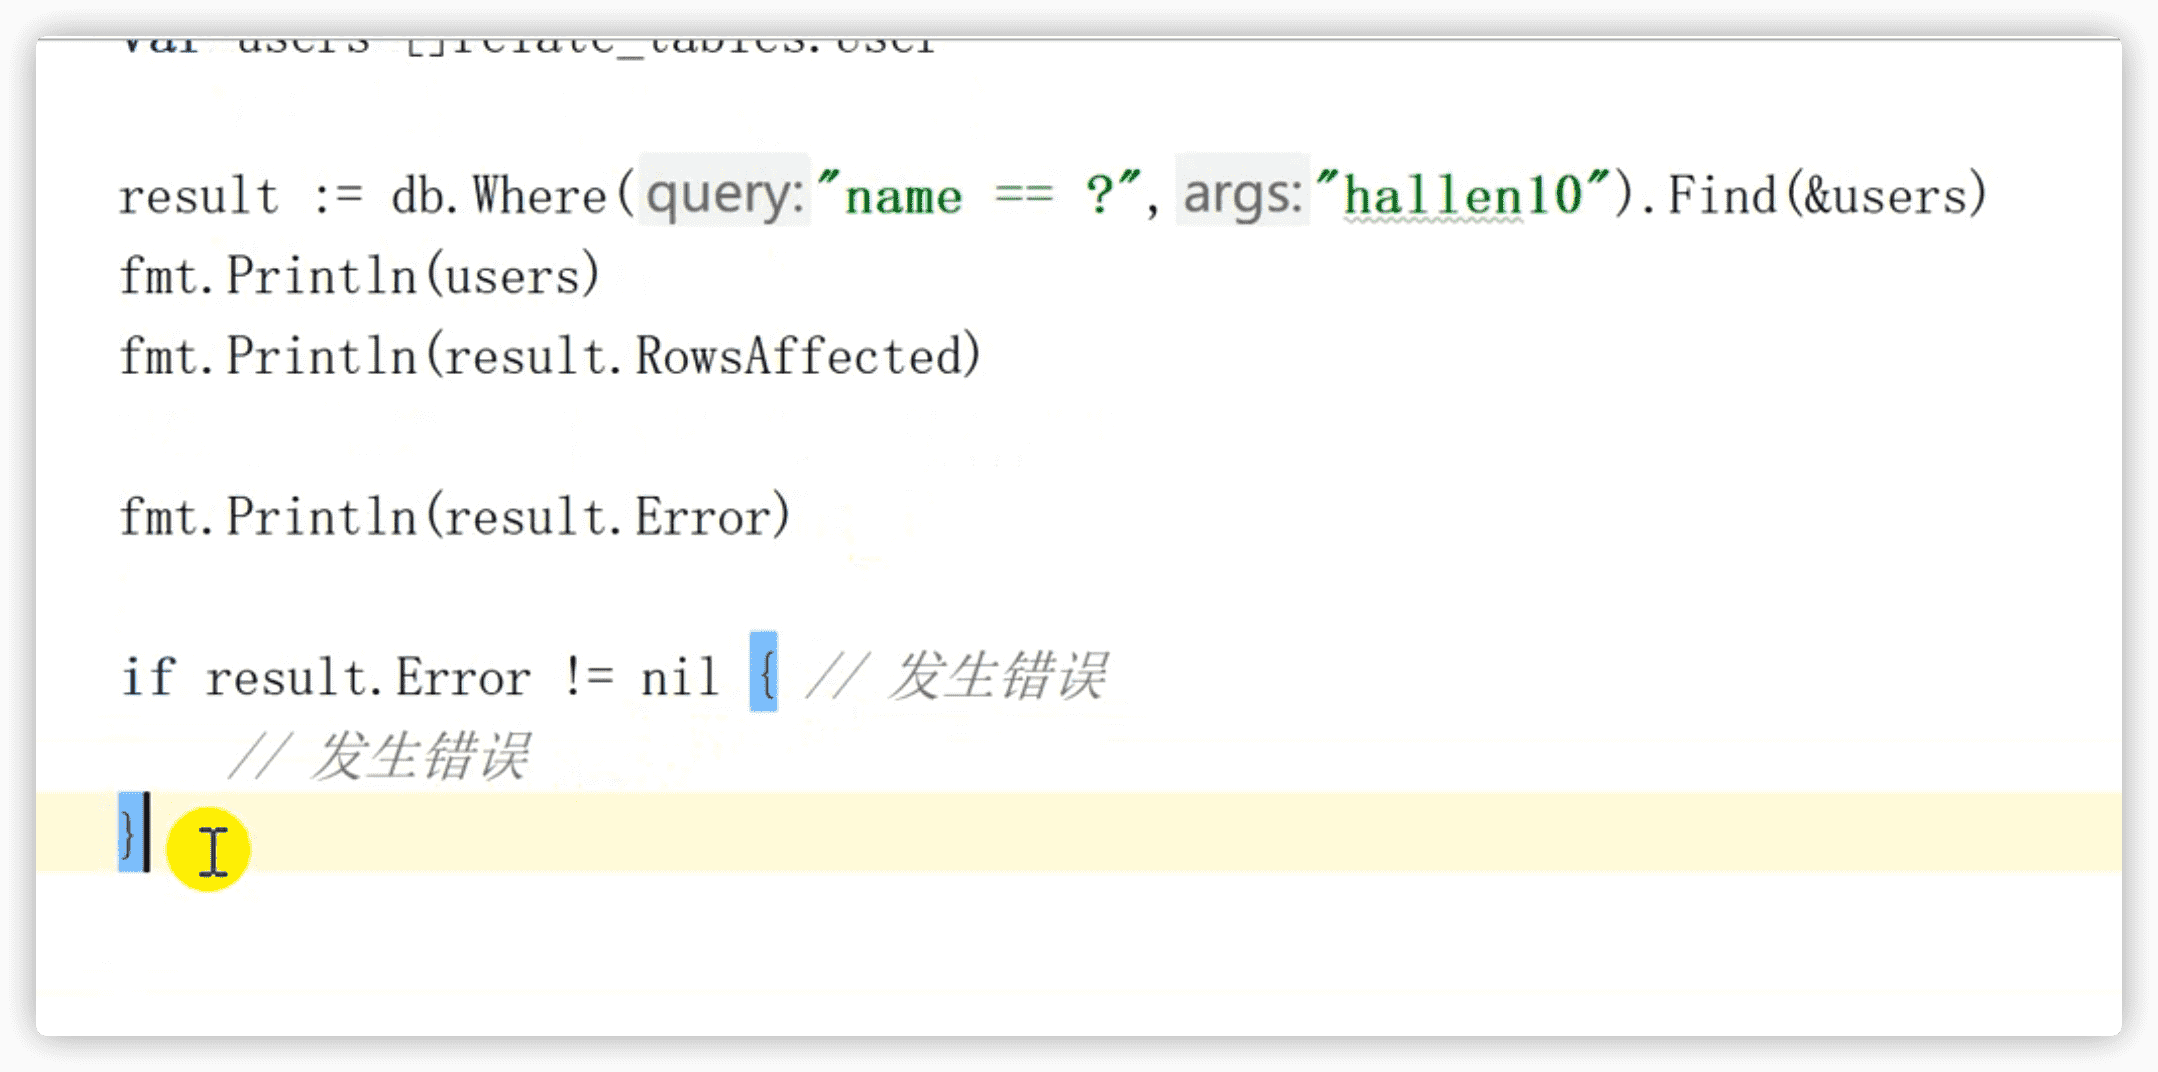 var users []relate_tables.User
result := db.Where(query:"name == ?",args:"hallen10").Find(&users)
fmt.Println(users)
fmt.Println(result.RowsAffected)
fmt.Println(result.Error)
if result.Error != nil { // 发生错误
// 发生错误
}